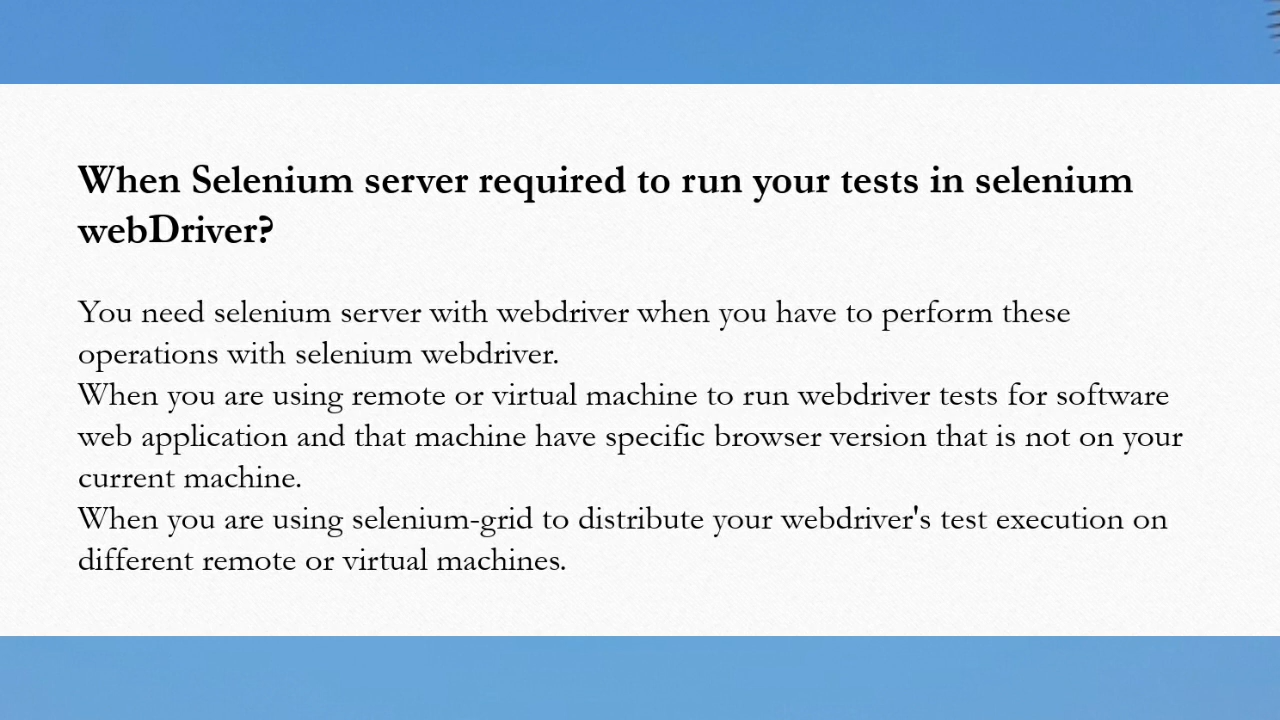 When Selenium server required to run your tests in selenium
webDriver?
You need selenium server with webdriver when you have to perform these
operations with selenium webdriver.
When you are using remote or virtual machine to run webdriver tests for software
web application and that machine have specific browser version that is not on your
current machine.
When you are using selenium-grid to distribute your webdriver's test execution on
different remote or virtual machines.